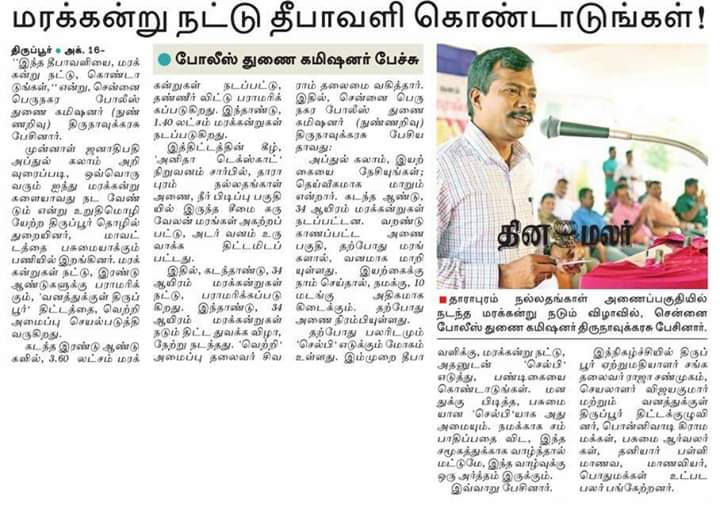 மரக்கன்று நட்டு தீபாவளி கொண்டாடுங்கள்!
திருப்பூர் ● அக். 16-
"இந்த தீபாவளியை, மரக்
கன்று நட்டு, கொண்டா
டுங்கள்,'' என்று, சென்னை
பெருநகர போலீஸ்
துணை கமிஷனர் (நுண்
ணறிவு) திருநாவுக்கரசு
பேசினார்.
முன்னாள் ஜனாதிபதி
அப்துல் கலாம் அறி
வுரைப்படி, ஒவ்வொரு
வரும் ஐந்து மரக்கன்று
களையாவது நட வேண்
டும் என்று உறுதிமொழி
யேற்ற திருப்பூர் தொழில்
துறையினர், மாவட்
டத்தை பசுமையாக்கும்
பணியில் இறங்கினர். மரக்
கன்றுகள் நட்டு, இரண்டு
ஆண்டுகளுக்கு பராமரிக்
கும், 'வனத்துக்குள் திருப்
பூர்' திட்டத்தை, வெற்றி
அமைப்பு செயல்படுத்தி
வருகிறது.
கடந்த இரண்டு ஆண்டு
களில், 3.60 லட்சம் மரக்
● போலீஸ் துணை கமிஷனர் பேச்சு
கன்றுகள் நடப்பட்டு,
தண்ணீர் விட்டு பராமரிக்
கப்படுகிறது. இந்தாண்டு,
1.40 லட்சம் மரக்கன்றுகள்
நடப்படுகிறது.
இத்திட்டத்தின் கீழ்,
'அனிதா டெக்ஸ்காட்'
நிறுவனம் சார்பில், தாரா
புரம் நல்லதங்காள்
அணை, நீர் பிடிப்பு பகுதி
யில் இருந்த சீமை கரு
வேலன் மரங்கள் அகற்றப்
பட்டு, அடர் வனம் உரு
வாக்க திட்டமிடப்
பட்டது.
இதில், கடந்தாண்டு, 34
ஆயிரம் மரக்கன்றுகள்
நட்டு, பராமரிக்கப்படு
கிறது. இந்தாண்டு, 34
ஆயிரம் மரக்கன்றுகள்
நடும் திட்ட துவக்க விழா,
நேற்று நடந்தது. 'வெற்றி'
அமைப்பு தலைவர் சிவ
ராம் தலைமை வகித்தார்.
இதில், சென்னை பெரு
நகர போலீஸ் துணை
கமிஷனர் (நுண்ணறிவு)
திருநாவுக்கரசு பேசிய
தாவது:
அப்துல் கலாம், இயற்
கையை நேசியுங்கள்;
தெய்வீகமாக மாறும்
என்றார். கடந்த ஆண்டு,
34 ஆயிரம் மரக்கன்றுகள்
நடப்பட்டன. வறண்டு
காணப்பட்ட அணை
பகுதி, தற்போது மரங்
களால், வனமாக மாறி
யுள்ளது. இயற்கைக்கு
நாம் செய்தால், நமக்கு, 10
மடங்கு அதிகமாக
கிடைக்கும். தற்போது
அணை நிரம்பியுள்ளது.
தற்போது பலரிடமும்
'செல்பி' எடுக்கும் மோகம்
உள்ளது. இம்முறை தீபா
தினமலர்
■ தாராபுரம் நல்லதங்காள் அணைப்பகுதியில்
நடந்த மரக்கன்று நடும் விழாவில், சென்னை
போலீஸ் துணை கமிஷனர் திருநாவுக்கரசு பேசினார்.
வளிக்கு, மரக்கன்று நட்டு,
அதனுடன் 'செல்பி'
எடுத்து, பண்டிகையை
கொண்டாடுங்கள். மன
துக்கு பிடித்த, பசுமை
யான 'செல்பி'யாக அது
அமையும். நமக்காக சம்
பாதிப்பதை விட, இந்த
சமூகத்துக்காக வாழ்ந்தால்
மட்டுமே, இந்த வாழ்வுக்கு
ஒரு அர்த்தம் இருக்கும்.
இவ்வாறு பேசினார்.
இந்நிகழ்ச்சியில் திருப்
பூர் ஏற்றுமதியாளர் சங்க
தலைவர் ராஜா சண்முகம்,
செயலாளர் விஜயகுமார்
மற்றும் வனத்துக்குள்
திருப்பூர் திட்டக்குழுவி
னர், பொன்னிவாடி கிராம
மக்கள், பசுமை ஆர்வலர்
கள், தனியார் பள்ளி
மாணவ, மாணவியர்,
பொதுமக்கள் உட்பட
பலர் பங்கேற்றனர்.